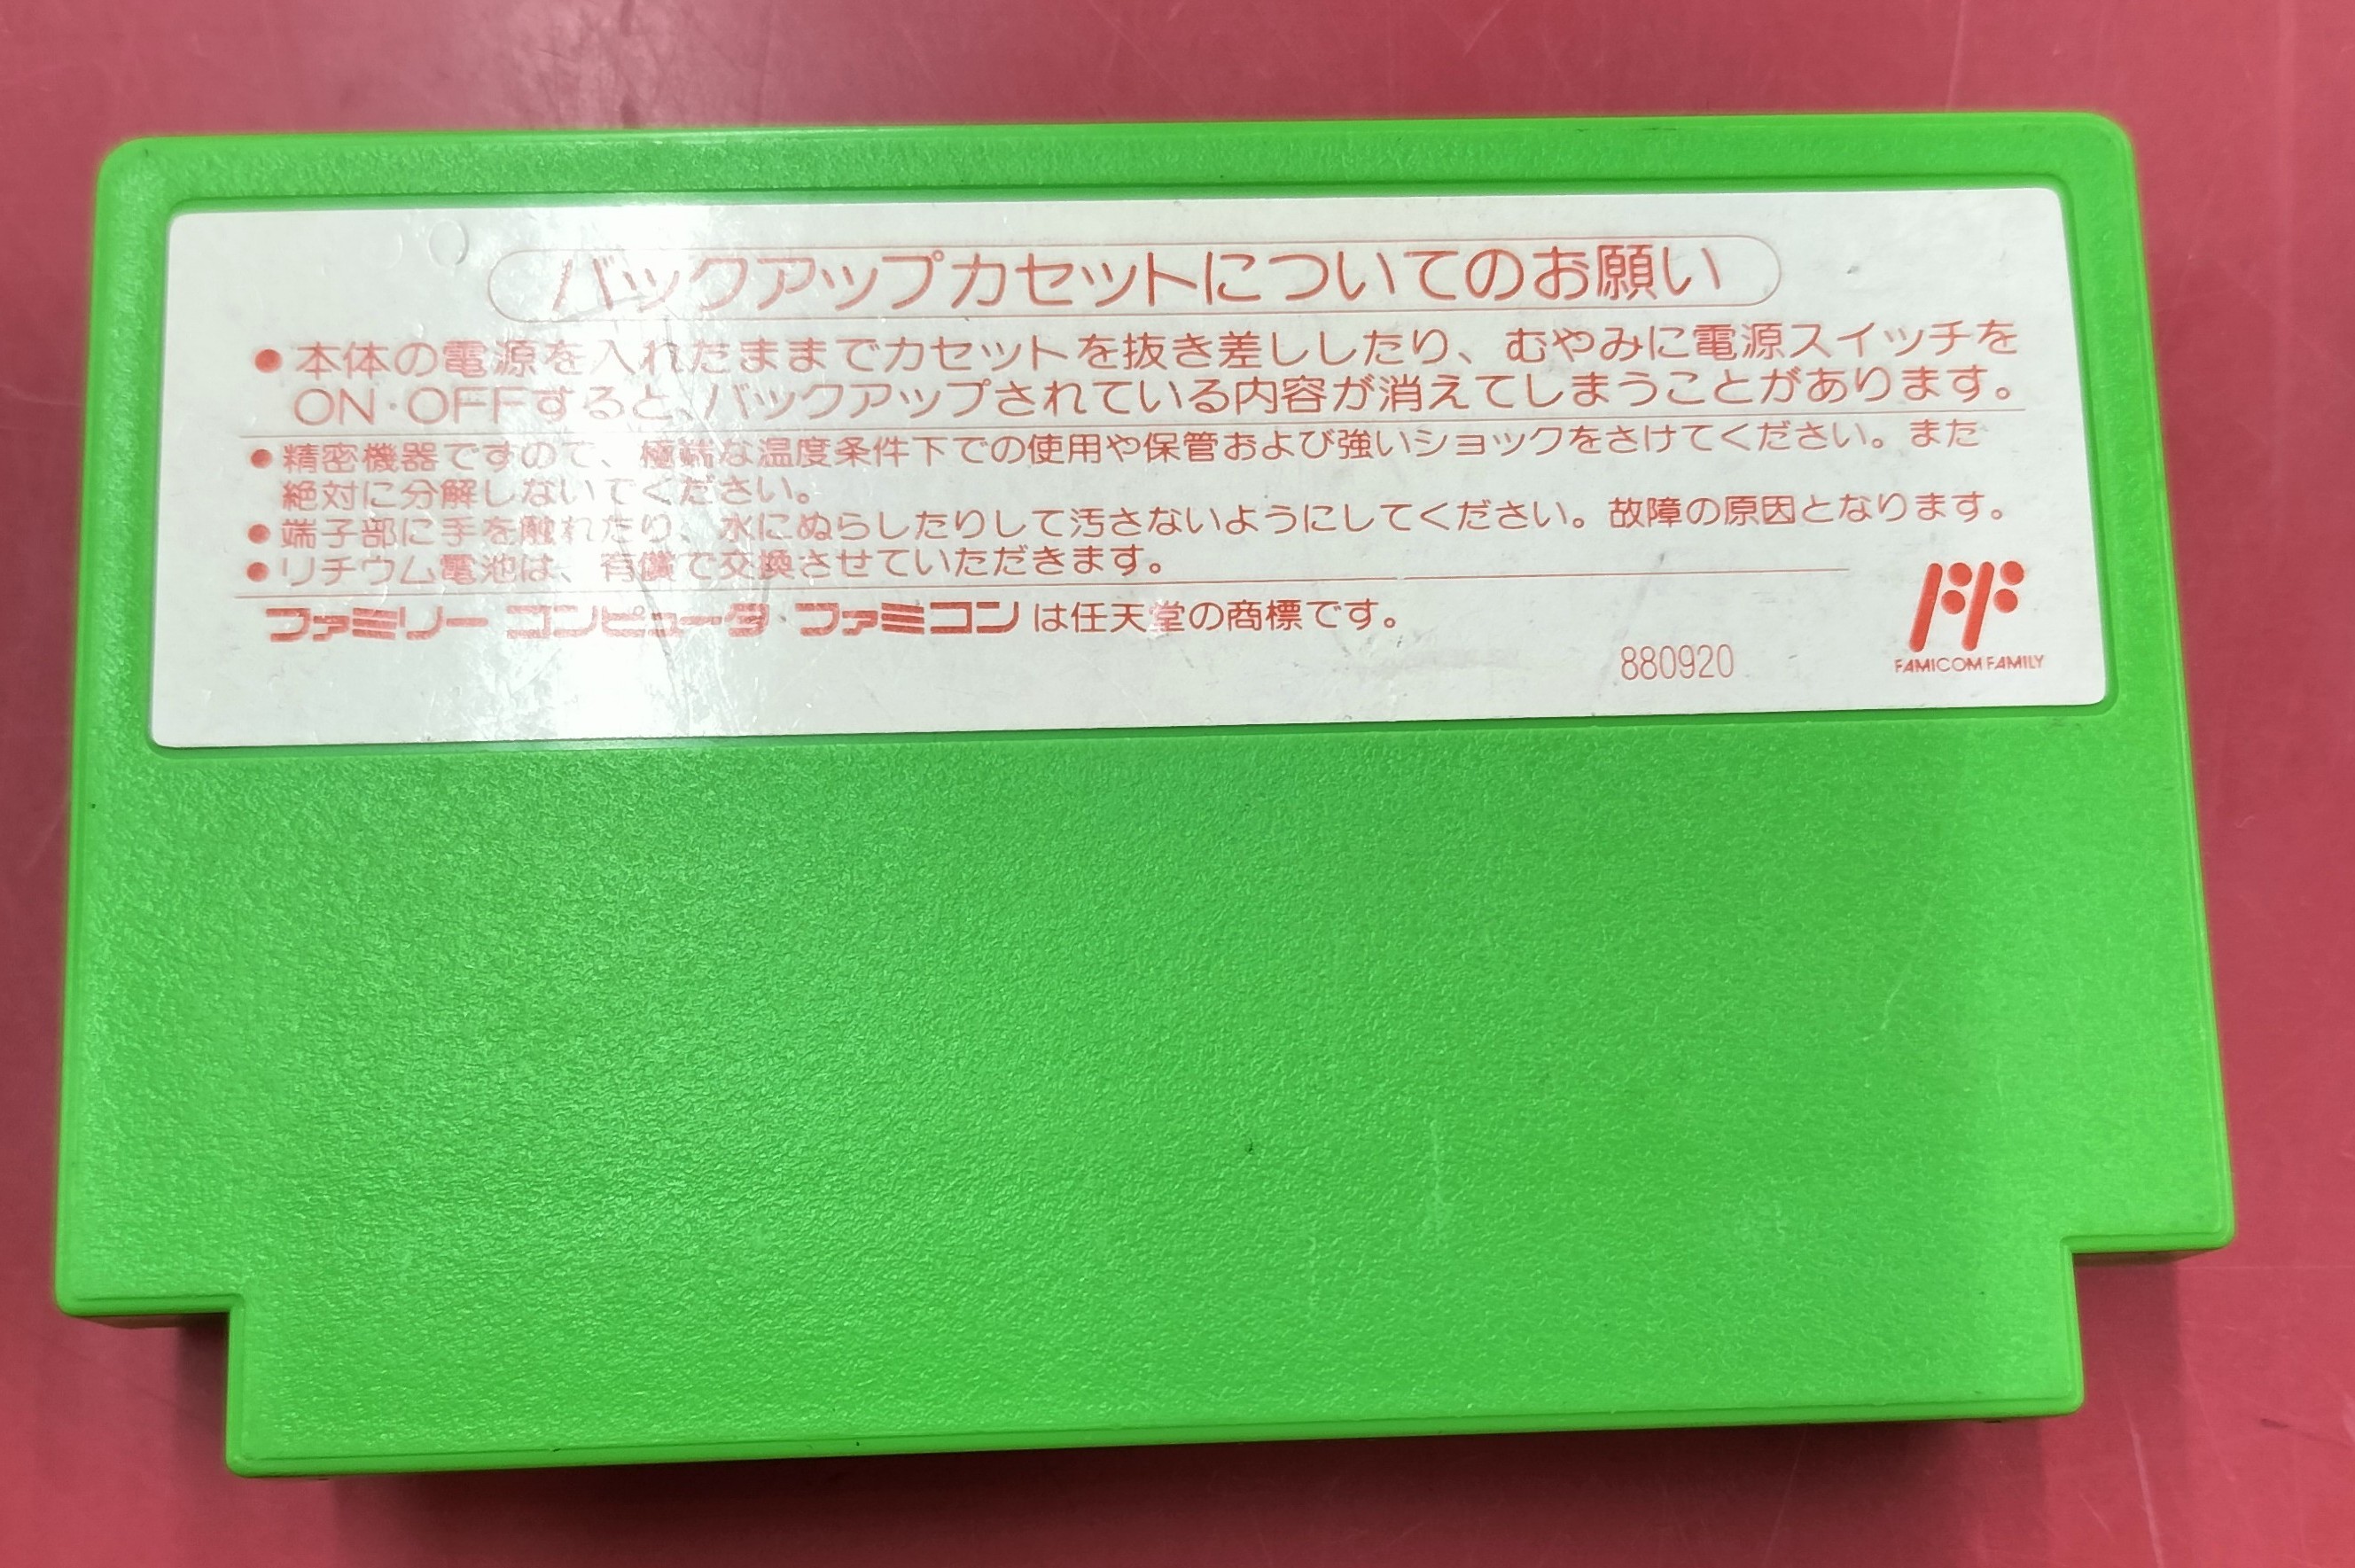 バックアップカセットについてのお願い
●本体の電源を入れたままでカセットを抜き差ししたり、むやみに電源スイッチを
ON・OFFすると、バックアップされている内容が消えてしまうことがあります。
●精密機器ですので、極端な温度条件下での使用や保管および強いショックをさけてください。また
絶対に分解しないでください。
●端子部に手を触れたり、水にぬらしたりして汚さないようにしてください。故障の原因となります。
●リチウム電池は、有償で交換させていただきます。
ファミリーコンピュータ・ファミコンは任天堂の商標です。
880920
FAMICOM FAMILY